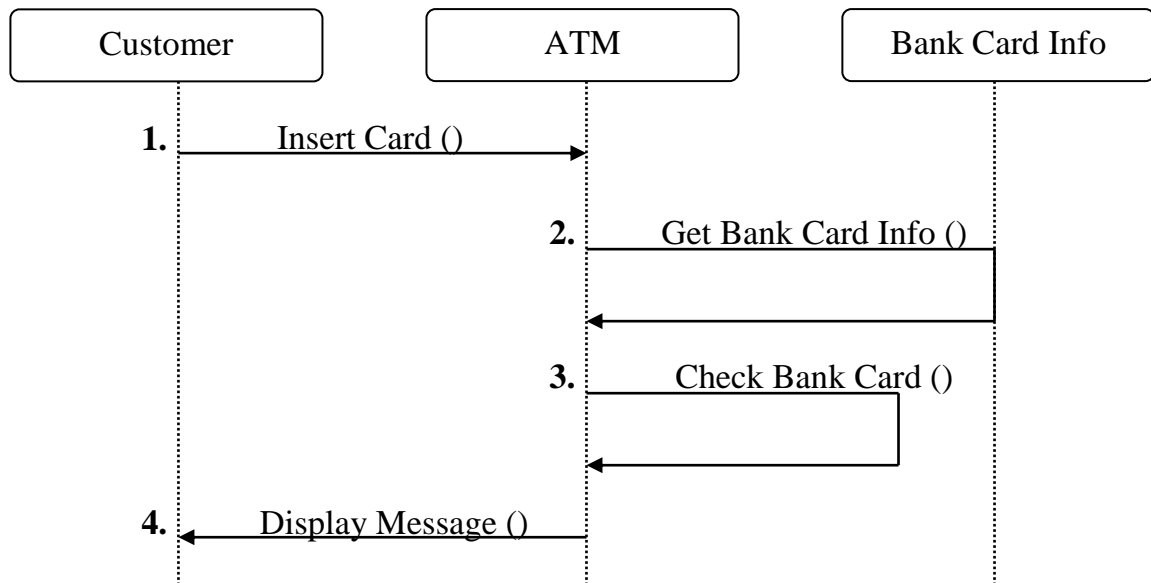 Customer
ATM
Bank Card Info
1. Insert Card ()
2. Get Bank Card Info ()
3. Check Bank Card ()
4. Display Message ()